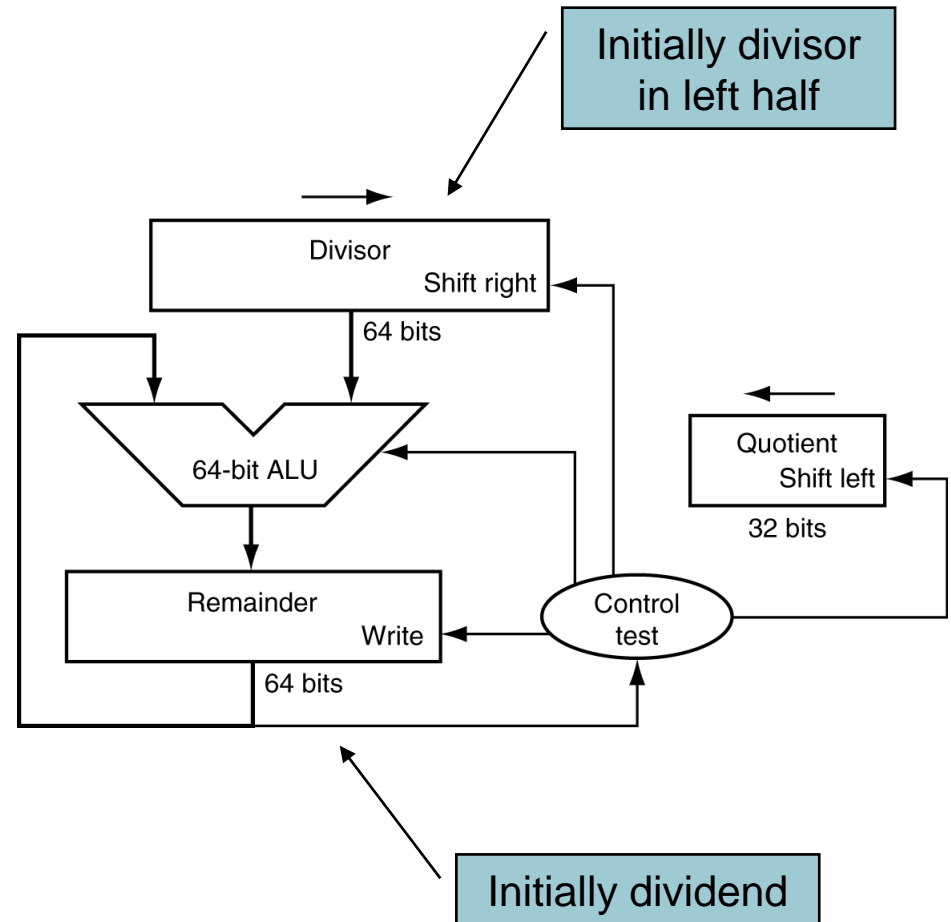 Initially divisor
in left half
Divisor
Shift right
64 bits
64-bit ALU
Quotient
Shift left
32 bits
Remainder
Write
Control
test
64 bits
Initially dividend